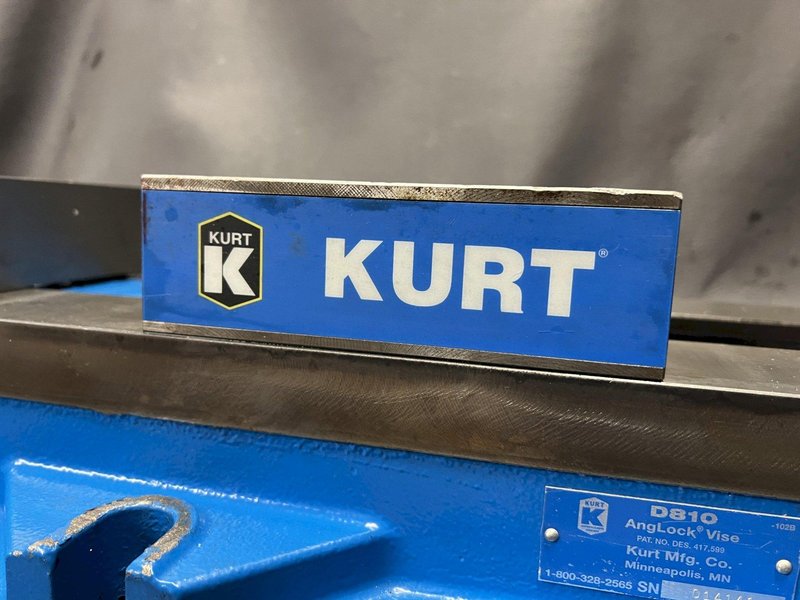 KURT
K
KURT®
KURT
K
D810
-102B
AngLock® Vise
PAT. NO. DES. 417,589
Kurt Mfg. Co.
Minneapolis, MN
1-800-328-2565 SN